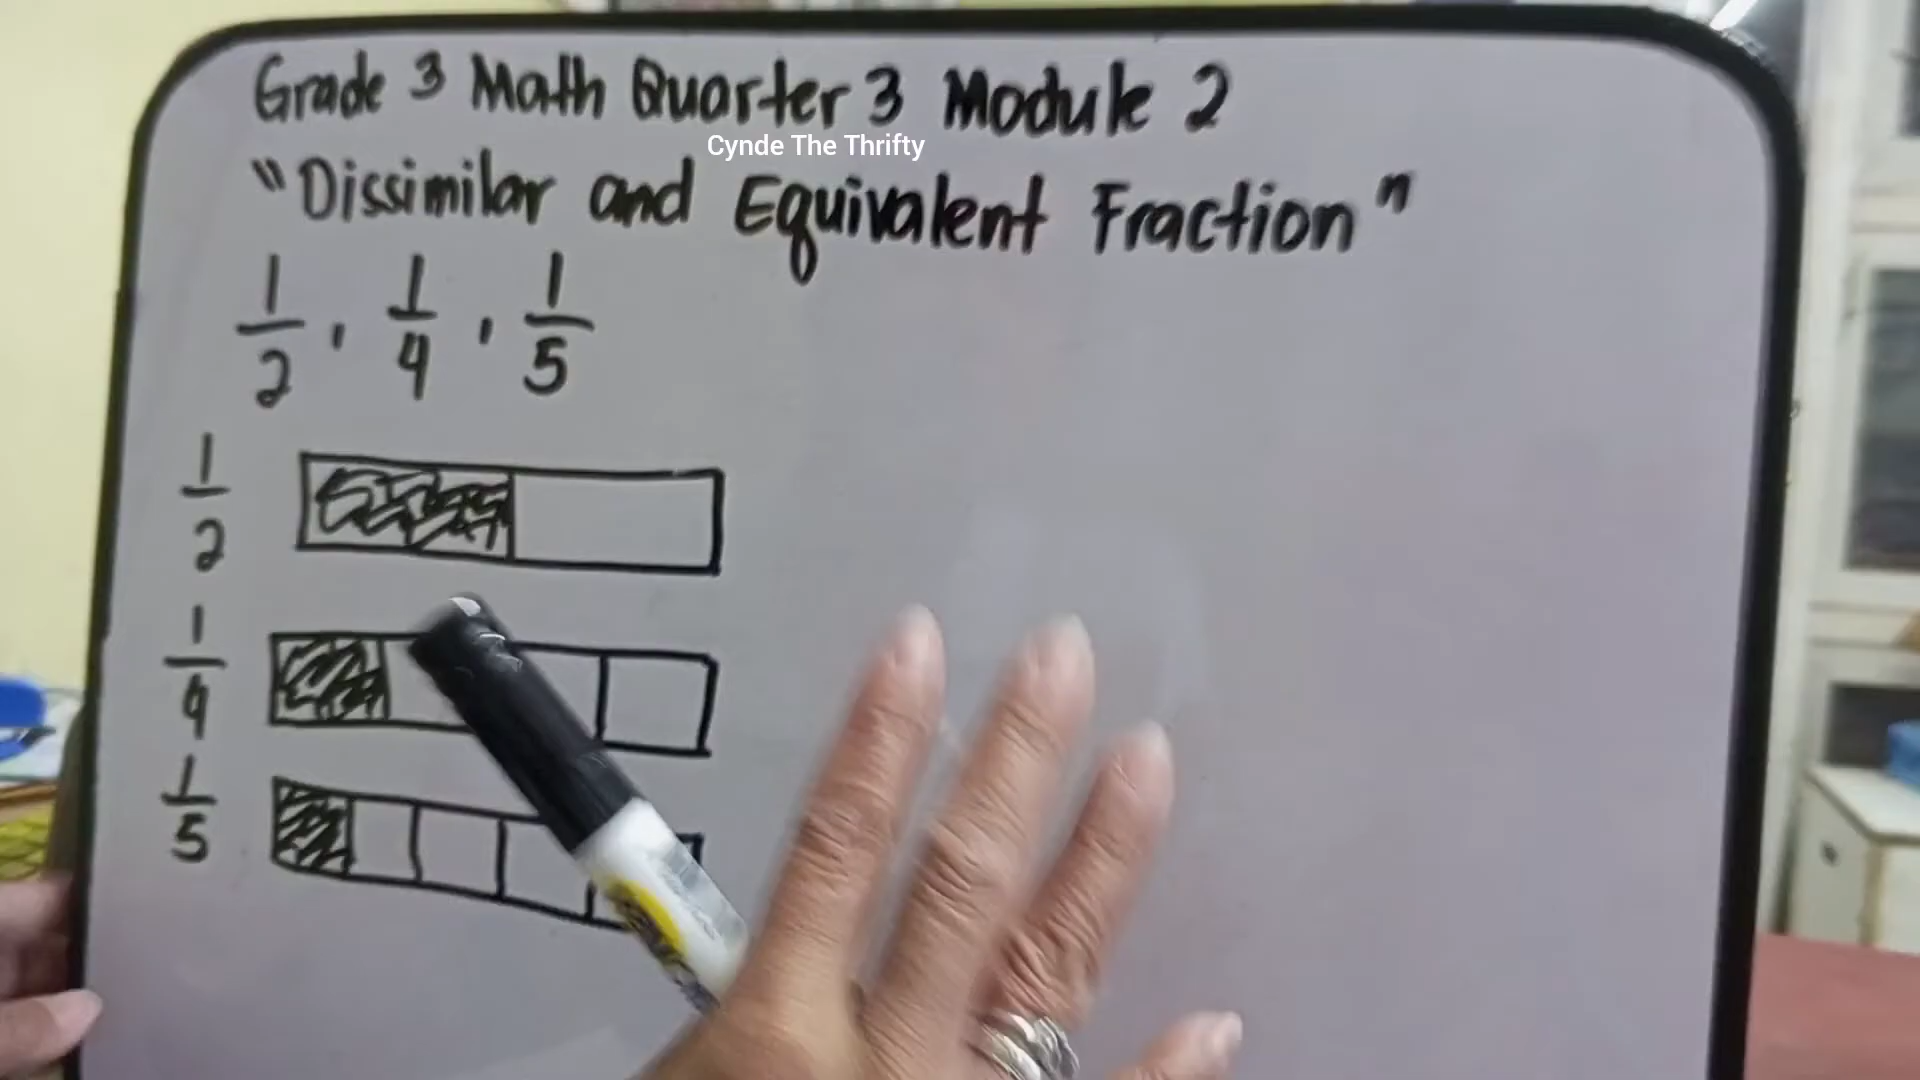 Grade 3 Math Quarter 3 Module 2
Cynde The Thrifty
"Dissimilar and Equivalent Fraction"
1/2, 1/4, 1/5
1/2
1/4
1/5